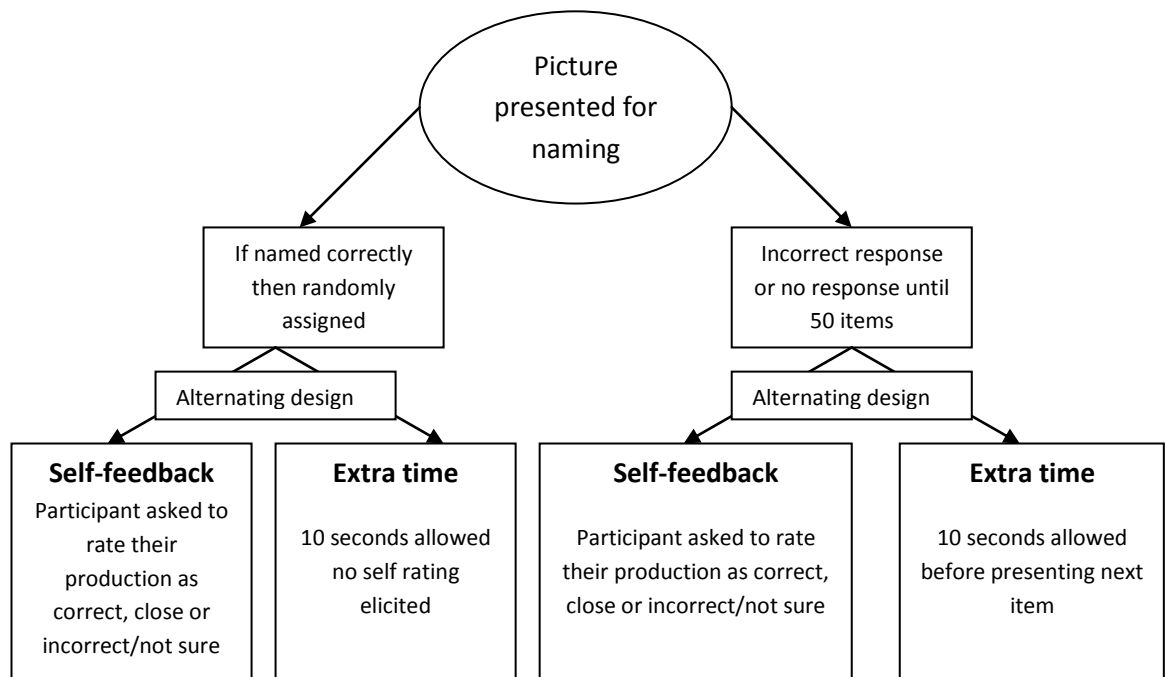 Picture
presented for
naming
If named correctly
then randomly
assigned
Incorrect response
or no response until
50 items
Alternating design
Alternating design
Self-feedback
Participant asked to
rate their
production as
correct, close or
incorrect/not sure
Extra time
10 seconds allowed
no self rating
elicited
Self-feedback
Participant asked to rate
their production as correct,
close or incorrect/not sure
Extra time
10 seconds allowed
before presenting next
item